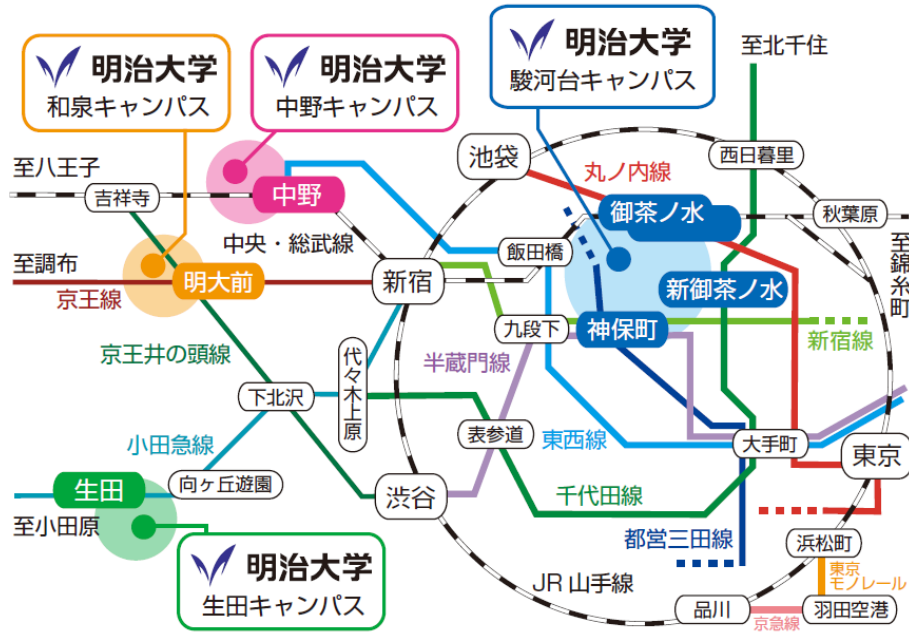 明治大学
和泉キャンパス
明治大学
中野キャンパス
明治大学
駿河台キャンパス
至北千住
至八王子
吉祥寺
中野
中央・総武線
池袋
丸ノ内線
西日暮里
御茶ノ水
秋葉原
至錦糸町
飯田橋
至調布
京王線
明大前
新宿
新御茶ノ水
九段下
神保町
新宿線
京王井の頭線
代々木上原
半蔵門線
下北沢
小田急線
表参道
東西線
大手町
東京
生田
向ヶ丘遊園
渋谷
千代田線
至小田原
都営三田線
浜松町
明治大学
生田キャンパス
JR山手線
東京
モノレール
品川
京急線
羽田空港